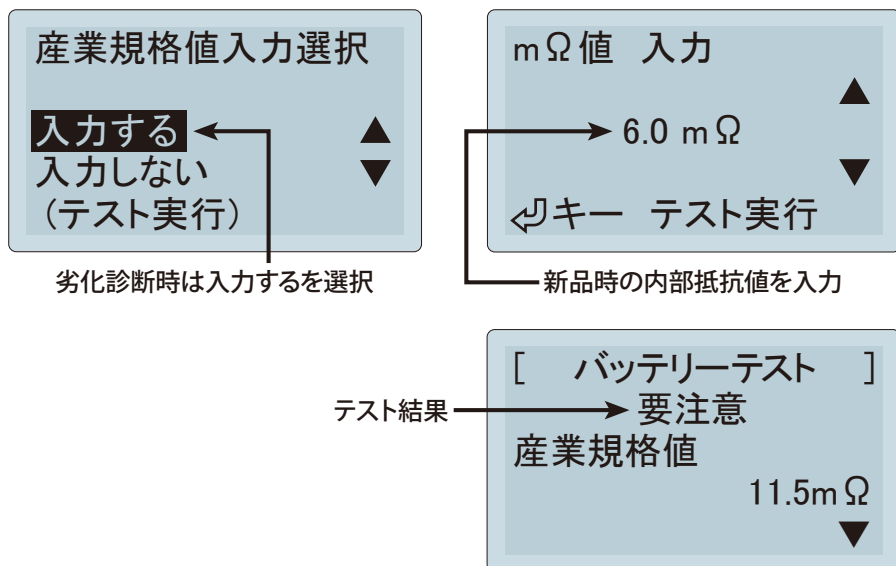 産業規格値入力選択
入力する
入力しない
(テスト実行)
劣化診断時は入力するを選択
mΩ値 入力
6.0 mΩ
キー テスト実行
新品時の内部抵抗値を入力
[ バッテリーテスト ]
テスト結果
要注意
産業規格値
11.5mΩ